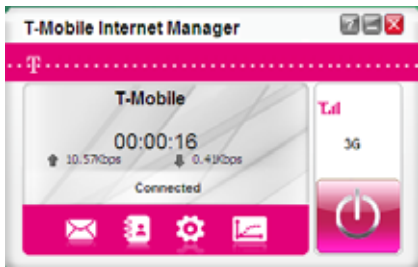 T-Mobile Internet Manager
T-Mobile
00:00:16
10.57Kbps 0.41Kbps
Connected
3G